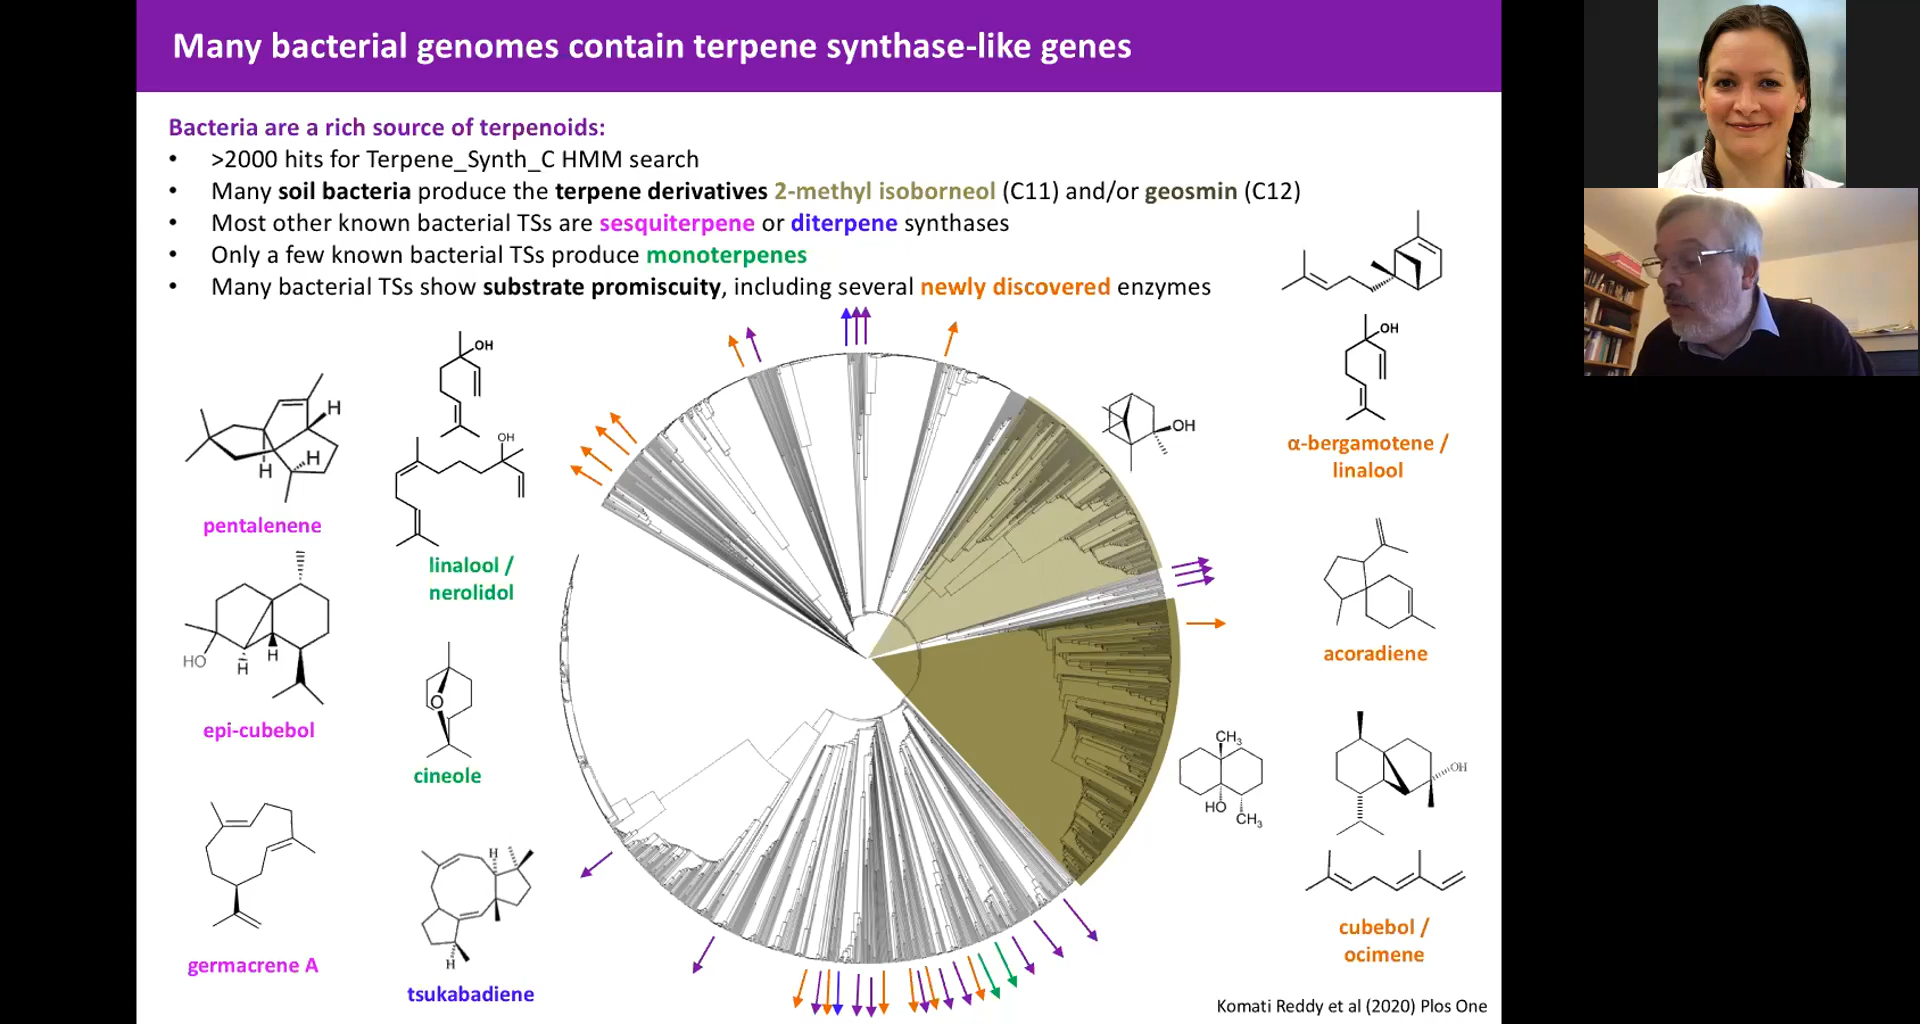 Many bacterial genomes contain terpene synthase-like genes
Bacteria are a rich source of terpenoids:
• >2000 hits for Terpene_Synth_C HMM search
• Many soil bacteria produce the terpene derivatives 2-methyl isoborneol (C11) and/or geosmin (C12)
• Most other known bacterial TSs are sesquiterpene or diterpene synthases
• Only a few known bacterial TSs produce monoterpenes
• Many bacterial TSs show substrate promiscuity, including several newly discovered enzymes
H
H
H
pentalenene
HO
H
H
epi-cubebol
germacrene A
OH
OH
linalool /
nerolidol
O
cineole
H
H
tsukabadiene
OH
CH3
HO
CH3
OH
α-bergamotene /
linalool
acoradiene
OH
cubebol /
ocimene
Komati Reddy et al (2020) Plos One